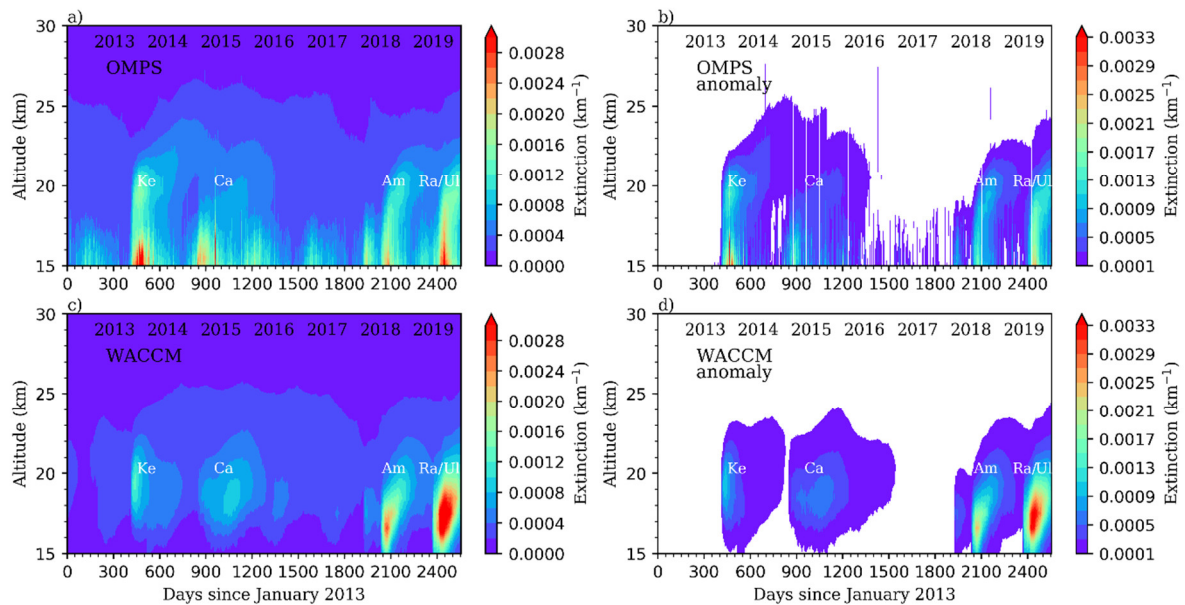 a)
30
25
20
15
Altitude (km)
2013 2014 2015 2016 2017 2018 2019
OMPS
Ke Ca Am Ra/Ul
0 300 600 900 1200 1500 1800 2100 2400
0.0028
0.0024
0.0020
0.0016
0.0012
0.0008
0.0004
0.0000
Extinction (km⁻¹)
b)
30
25
20
15
Altitude (km)
2013 2014 2015 2016 2017 2018 2019
OMPS
anomaly
Ke Ca Am Ra/Ul
0 300 600 900 1200 1500 1800 2100 2400
0.0033
0.0029
0.0025
0.0021
0.0017
0.0013
0.0009
0.0005
0.0001
Extinction (km⁻¹)
c)
30
25
20
15
Altitude (km)
2013 2014 2015 2016 2017 2018 2019
WACCM
Ke Ca Am Ra/Ul
0 300 600 900 1200 1500 1800 2100 2400
Days since January 2013
0.0028
0.0024
0.0020
0.0016
0.0012
0.0008
0.0004
0.0000
Extinction (km⁻¹)
d)
30
25
20
15
Altitude (km)
2013 2014 2015 2016 2017 2018 2019
WACCM
anomaly
Ke Ca Am Ra/Ul
0 300 600 900 1200 1500 1800 2100 2400
Days since January 2013
0.0033
0.0029
0.0025
0.0021
0.0017
0.0013
0.0009
0.0005
0.0001
Extinction (km⁻¹)